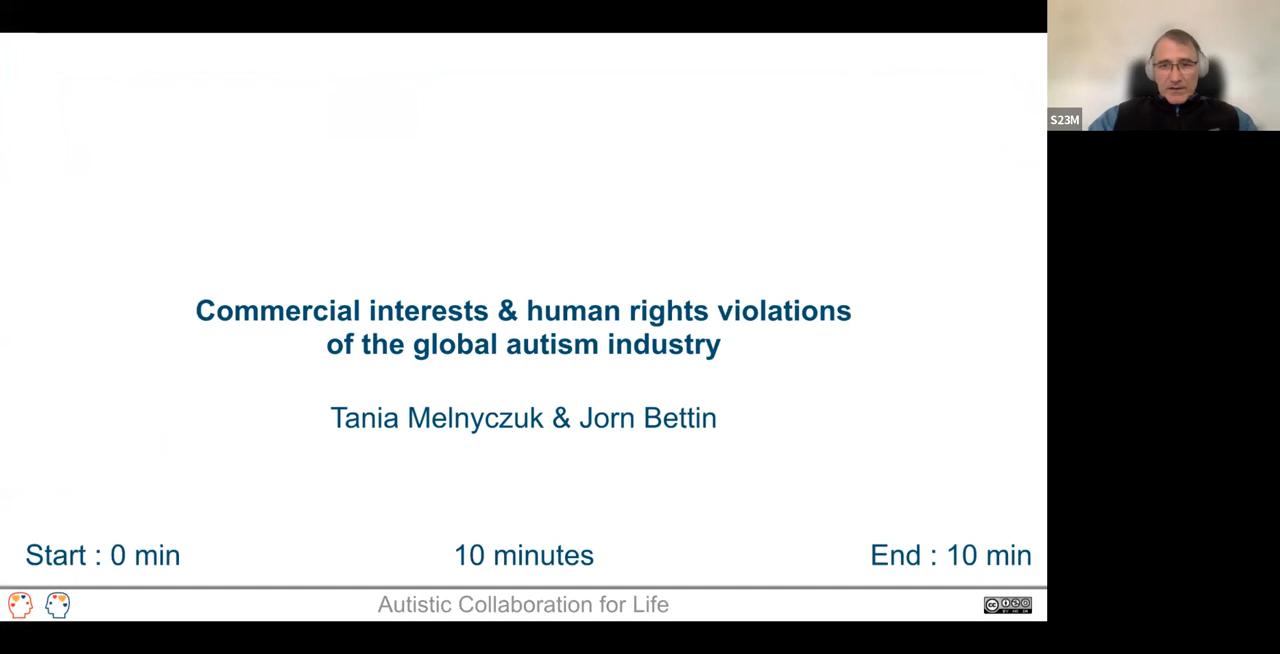 S23M
Commercial interests & human rights violations
of the global autism industry
Tania Melnyczuk & Jorn Bettin
Start : 0 min
10 minutes
End : 10 min
Autistic Collaboration for Life